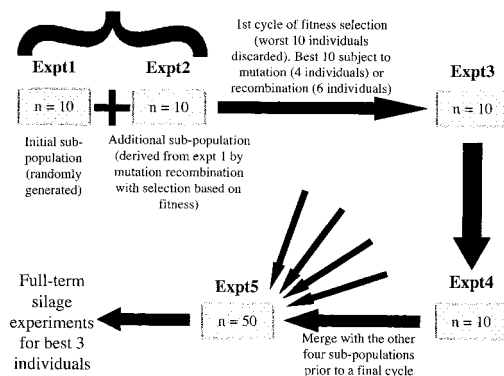 1st cycle of fitness selection
(worst 10 individuals
discarded). Best 10 subject to
mutation (4 individuals) or
recombination (6 individuals)
Expt1
Expt2
Expt3
n = 10
n = 10
n = 10
Initial sub-
population
(randomly
generated)
Additional sub-population
(derived from expt 1 by
mutation recombination
with selection based on
fitness)
Expt4
n = 10
Expt5
n = 50
Merge with the other
four sub-populations
prior to a final cycle
Full-term
silage
experiments
for best 3
individuals